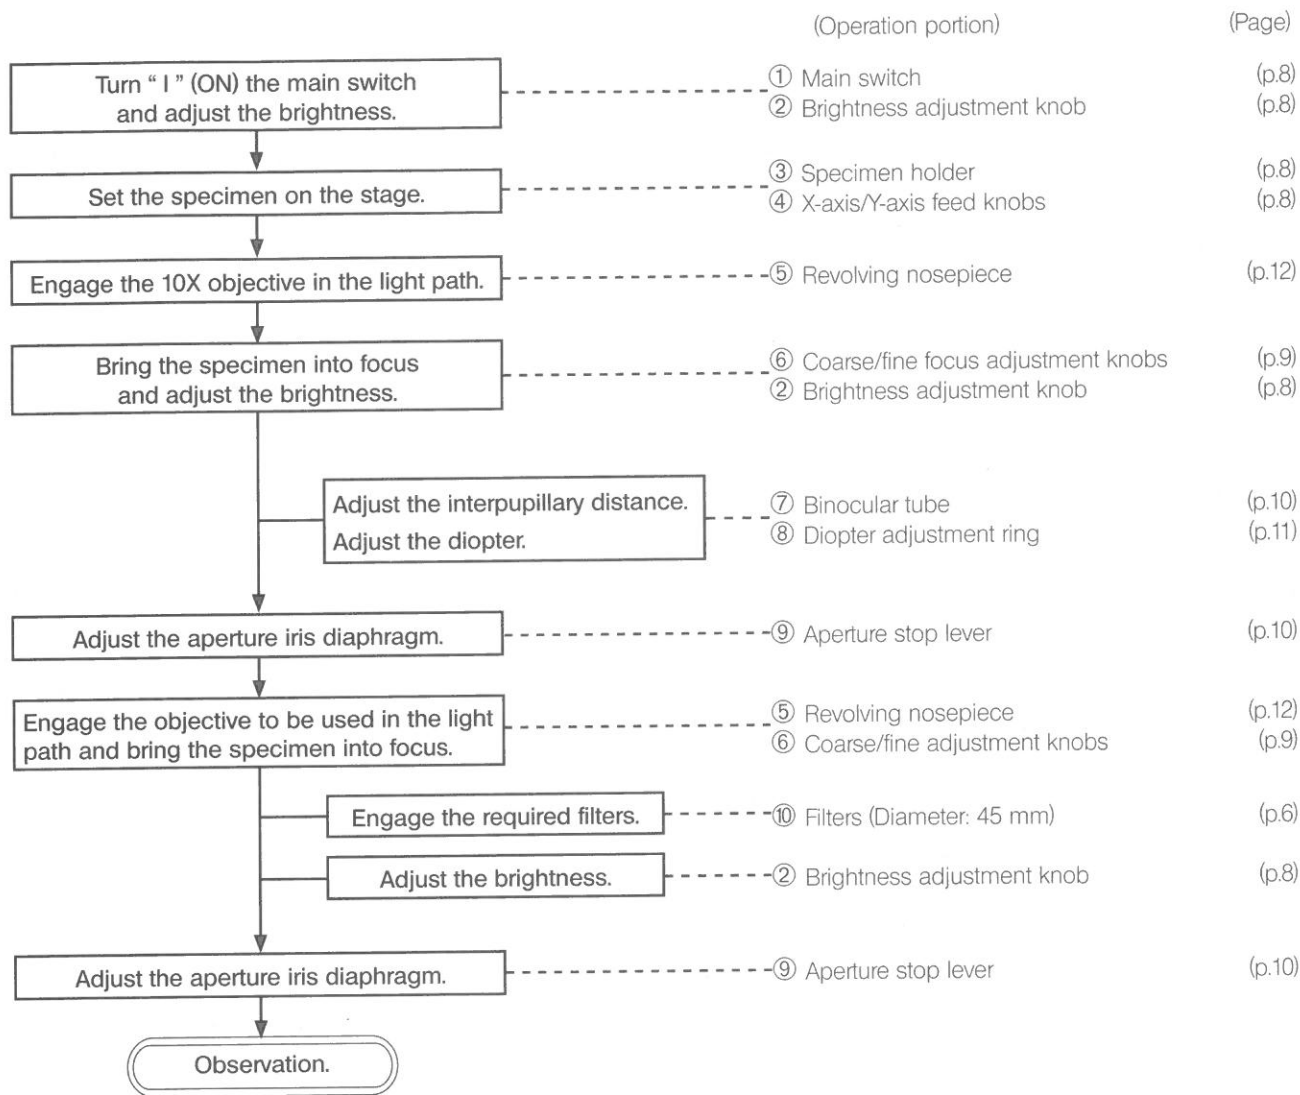 (Operation portion) (Page)
Turn “ I ” (ON) the main switch
and adjust the brightness.
① Main switch (p.8)
② Brightness adjustment knob (p.8)
Set the specimen on the stage.
③ Specimen holder (p.8)
④ X-axis/Y-axis feed knobs (p.8)
Engage the 10X objective in the light path.
⑤ Revolving nosepiece (p.12)
Bring the specimen into focus
and adjust the brightness.
⑥ Coarse/fine focus adjustment knobs (p.9)
② Brightness adjustment knob (p.8)
Adjust the interpupillary distance.
Adjust the diopter.
⑦ Binocular tube (p.10)
⑧ Diopter adjustment ring (p.11)
Adjust the aperture iris diaphragm.
⑨ Aperture stop lever (p.10)
Engage the objective to be used in the light
path and bring the specimen into focus.
⑤ Revolving nosepiece (p.12)
⑥ Coarse/fine adjustment knobs (p.9)
Engage the required filters.
⑩ Filters (Diameter: 45 mm) (p.6)
Adjust the brightness.
② Brightness adjustment knob (p.8)
Adjust the aperture iris diaphragm.
⑨ Aperture stop lever (p.10)
Observation.